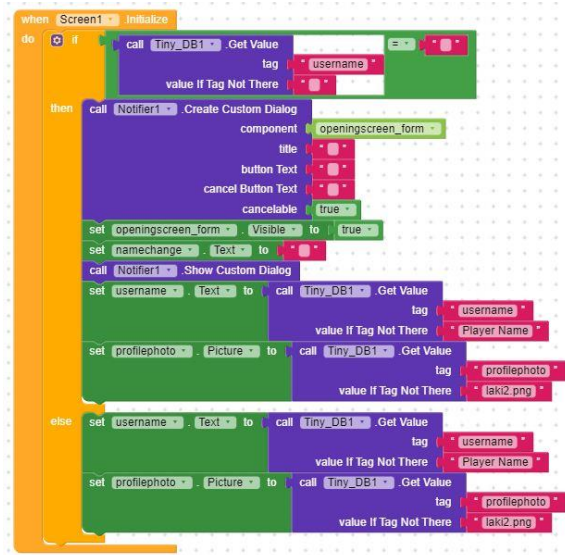 when Screen1 .Initialize
do if call Tiny_DB1 .Get Value = " "
tag " username "
value If Tag Not There " "
then call Notifier1 .Create Custom Dialog
component openingscreen_form
title " "
button Text " "
cancel Button Text " "
cancelable true
set openingscreen_form . Visible to true
set namechange . Text to " "
call Notifier1 .Show Custom Dialog
set username . Text to call Tiny_DB1 .Get Value
tag " username "
value If Tag Not There " Player Name "
set profilephoto . Picture to call Tiny_DB1 .Get Value
tag " profilephoto "
value If Tag Not There " laki2.png "
else set username . Text to call Tiny_DB1 .Get Value
tag " username "
value If Tag Not There " Player Name "
set profilephoto . Picture to call Tiny_DB1 .Get Value
tag " profilephoto "
value If Tag Not There " laki2.png "